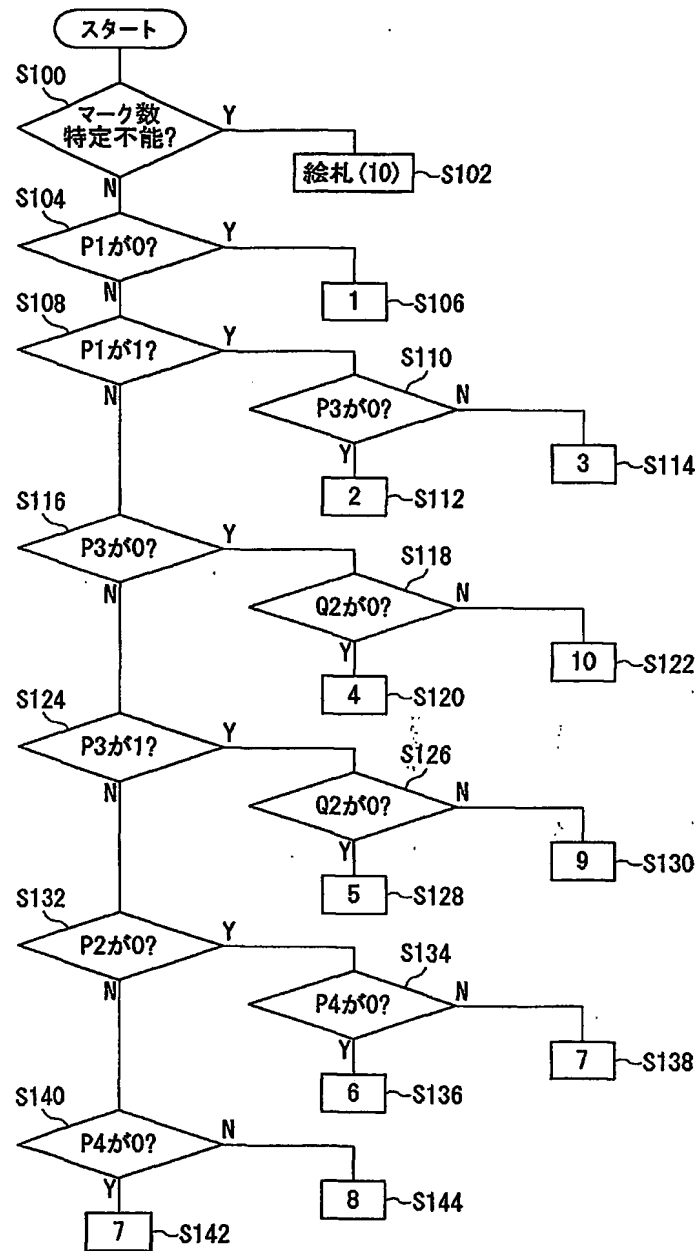 スタート
S100
マーク数
特定不能?
Y
N
絵札(10)
S102
S104
P1が0?
Y
N
1
S106
S108
P1が1?
Y
N
S110
P3が0?
N
Y
3
S114
2
S112
S116
P3が0?
Y
N
S118
Q2が0?
N
Y
10
S122
4
S120
S124
P3が1?
Y
N
S126
Q2が0?
N
Y
9
S130
5
S128
S132
P2が0?
Y
N
S134
P4が0?
N
Y
7
S138
6
S136
S140
P4が0?
N
Y
8
S144
7
S142